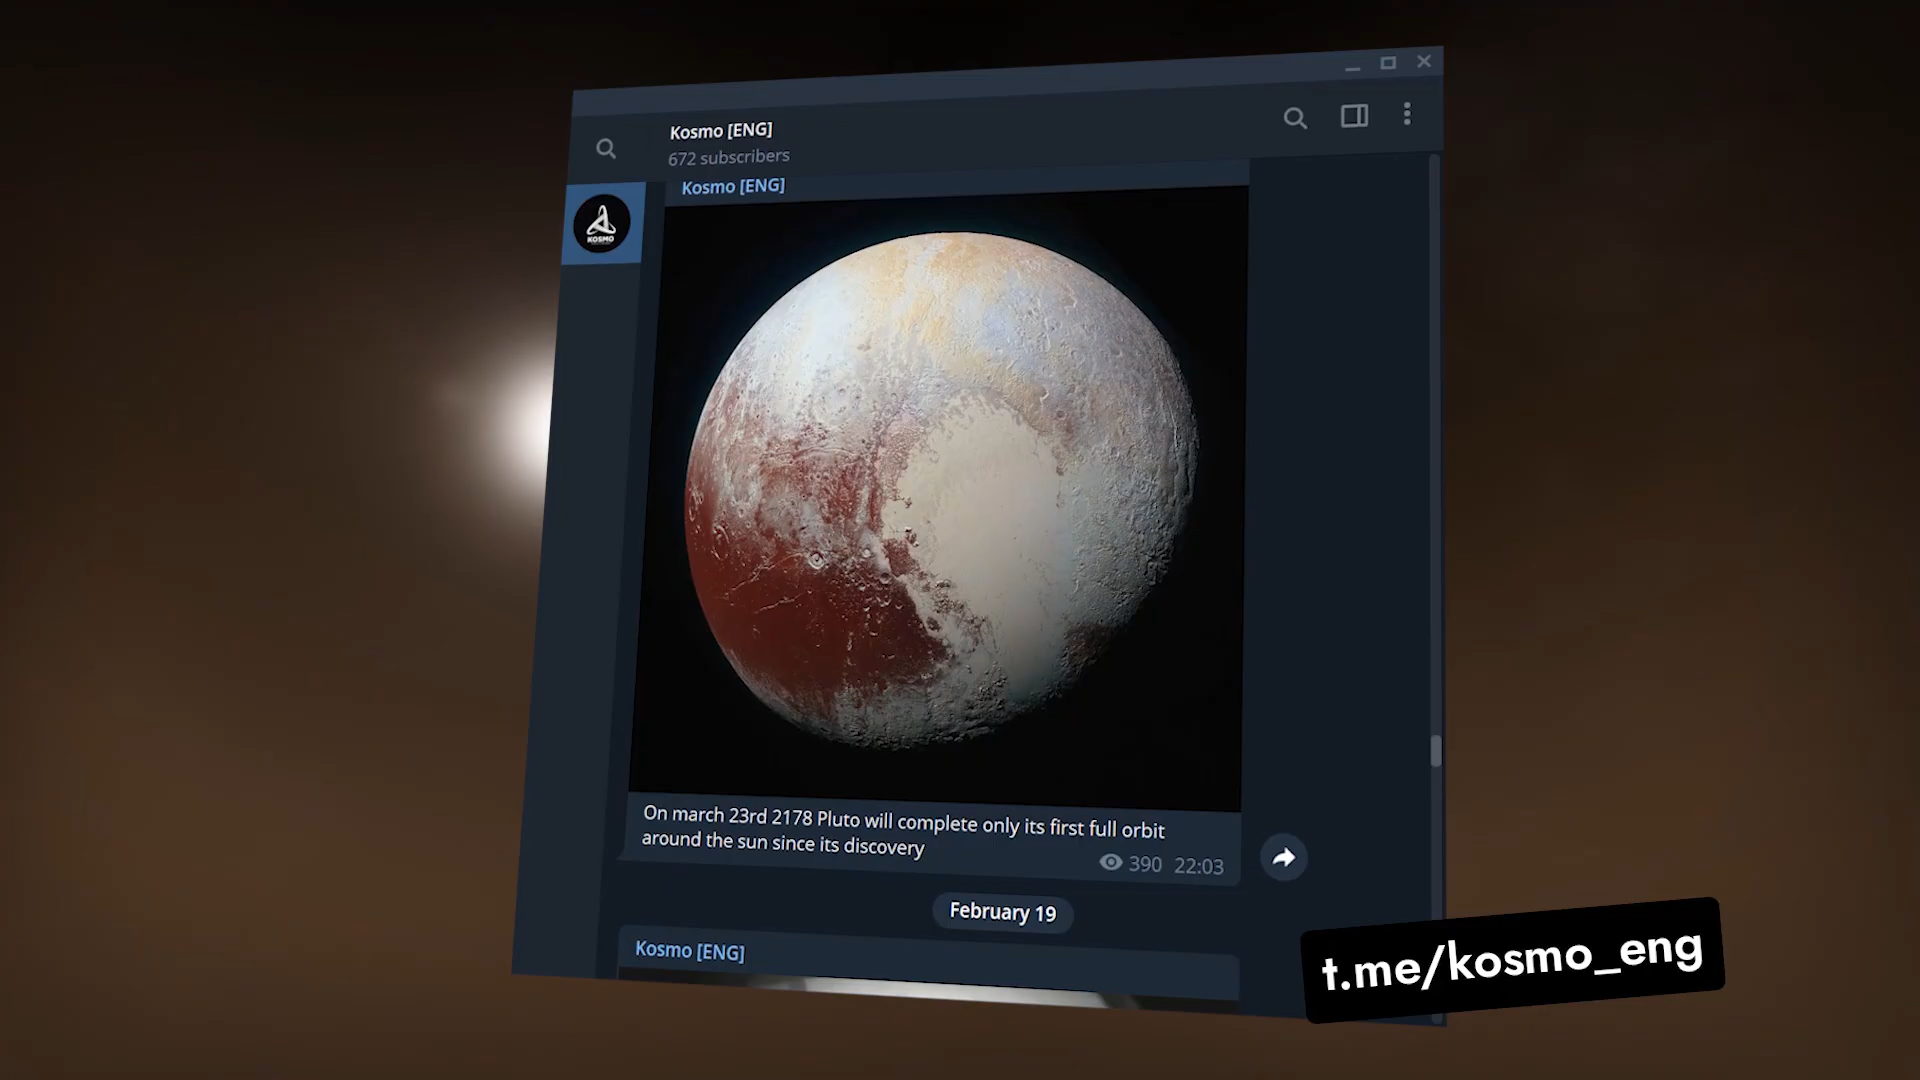 Kosmo [ENG]
672 subscribers
Kosmo [ENG]
KOSMO
On march 23rd 2178 Pluto will complete only its first full orbit
around the sun since its discovery
390 22:03
February 19
Kosmo [ENG]
t.me/kosmo_eng